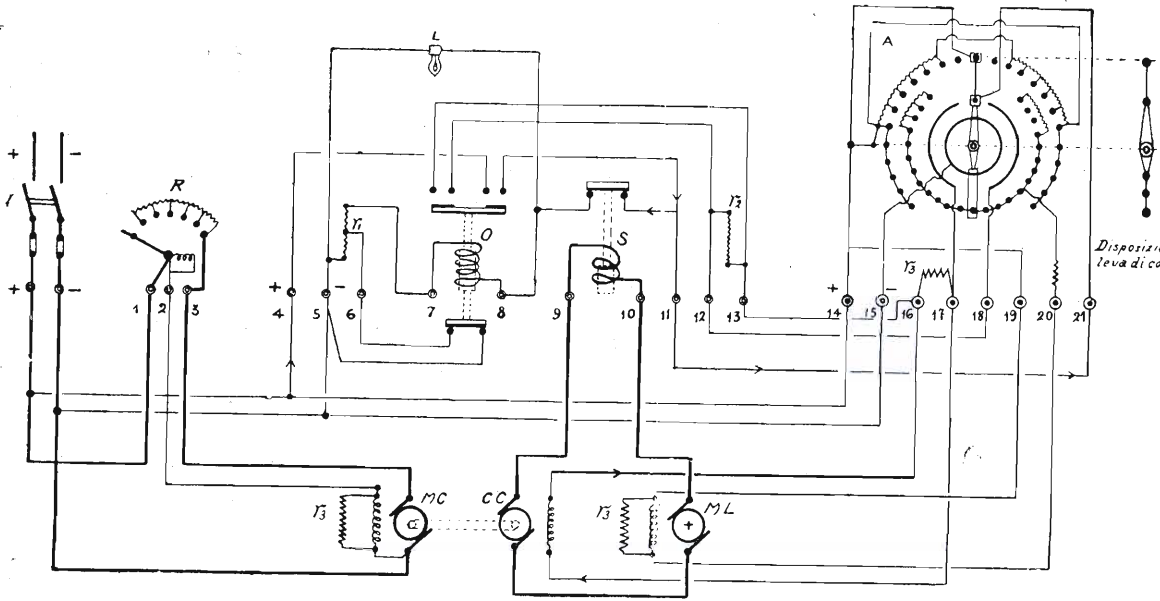 L
A
+ -
R
r₁
O
S
r₂
Disposizi
leva di co
r₃
+ -
1 2 3
+ -
4 5 6 7 8 9 10 11 12 13
+ -
14 15 16 17 18 19 20 21
MC
CC
ML
r₃
r₃
+